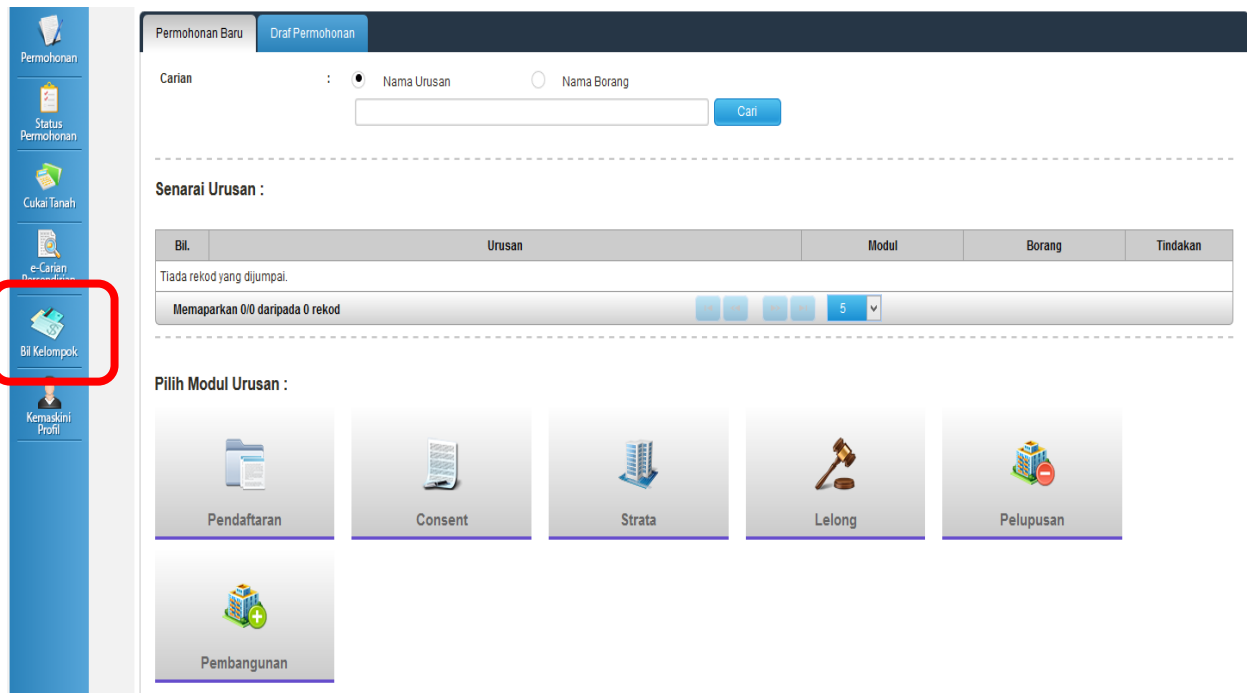 Permohonan
Status
Permohonan
Cukai Tanah
e-Carian
Persendirian
Bil Kelompok
Kemaskini
Profil
Permohonan Baru
Draf Permohonan
Carian : Nama Urusan Nama Borang
Cari
Senarai Urusan :
Bil. Urusan Modul Borang Tindakan
Tiada rekod yang dijumpai.
Memaparkan 0/0 daripada 0 rekod 5
Pilih Modul Urusan :
Pendaftaran Consent Strata Lelong Pelupusan
Pembangunan